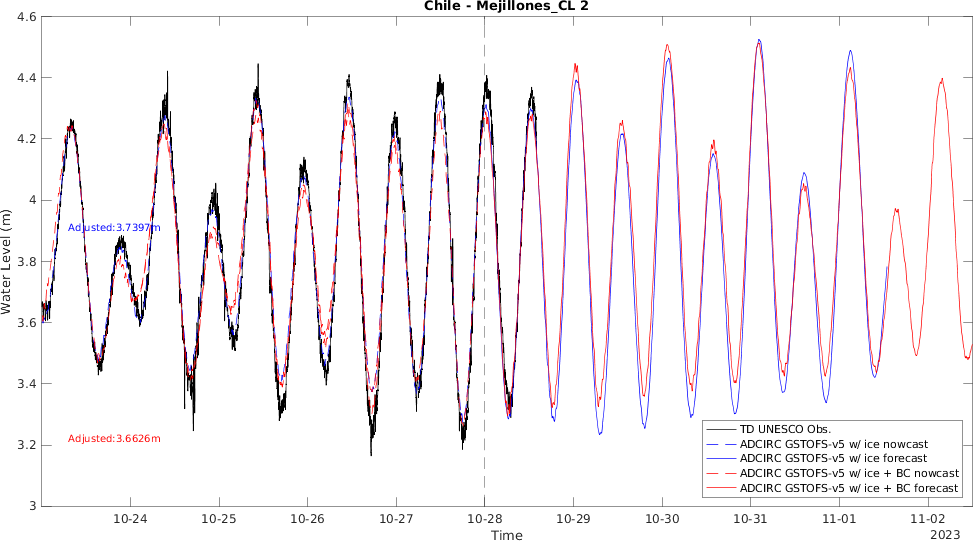 Chile - Mejillones_CL 2
4.6
4.4
4.2
4
3.8
3.6
3.4
3.2
3
Water Level (m)
Adjusted:3.7397m
Adjusted:3.6626m
TD UNESCO Obs.
ADCIRC GSTOFS-v5 w/ ice nowcast
ADCIRC GSTOFS-v5 w/ ice forecast
ADCIRC GSTOFS-v5 w/ ice + BC nowcast
ADCIRC GSTOFS-v5 w/ ice + BC forecast
10-24 10-25 10-26 10-27 10-28 10-29 10-30 10-31 11-01 11-02
Time
2023